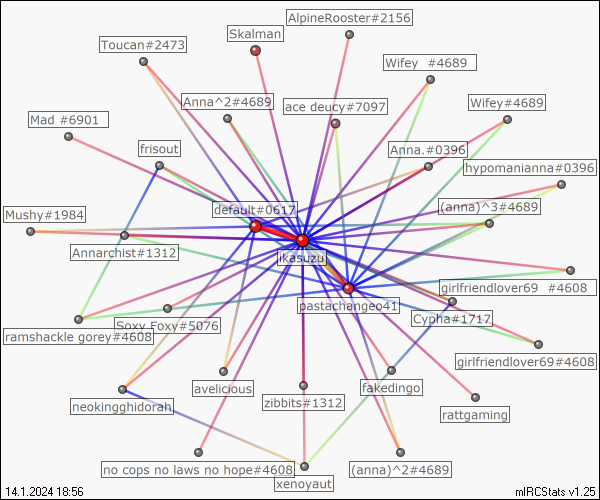 AlpineRooster#2156
Skalman
Toucan#2473
Wifey  #4689
Anna^2#4689
ace deucy#7097
Wifey#4689
Mad #6901
frisout
Anna.#0396
hypomanianna#0396
default#0617
(anna)^3#4689
Mushy#1984
Annarchist#1312
ikasuzu
girlfriendlover69  #4608
pastachangeo41
Cypha#1717
Soxy Foxy#5076
ramshackle gorey#4608
girlfriendlover69#4608
avelicious
fakedingo
zibbits#1312
neokingghidorah
rattgaming
no cops no laws no hope#4608
(anna)^2#4689
xenoyaut
14.1.2024 18:56
mIRCStats v1.25